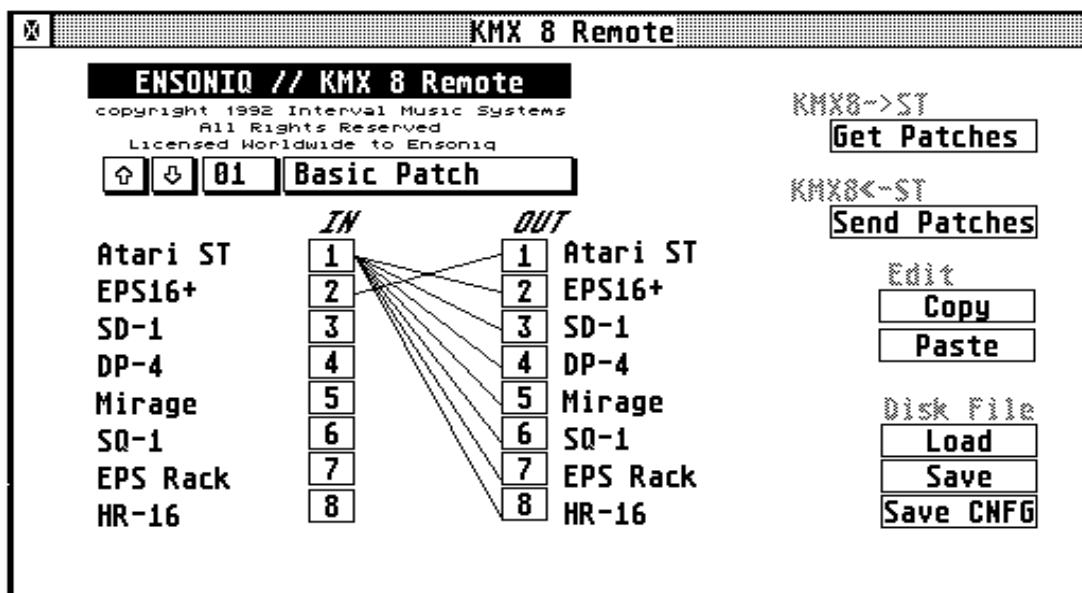 KMX 8 Remote
ENSONIQ // KMX 8 Remote
copyright 1992 Interval Music Systems
All Rights Reserved
Licensed Worldwide to Ensoniq
01 Basic Patch
IN OUT
Atari ST 1 1 Atari ST
EPS16+ 2 2 EPS16+
SD-1 3 3 SD-1
DP-4 4 4 DP-4
Mirage 5 5 Mirage
SQ-1 6 6 SQ-1
EPS Rack 7 7 EPS Rack
HR-16 8 8 HR-16
KMX8->ST
Get Patches
KMX8<-ST
Send Patches
Edit
Copy
Paste
Disk File
Load
Save
Save CNFG